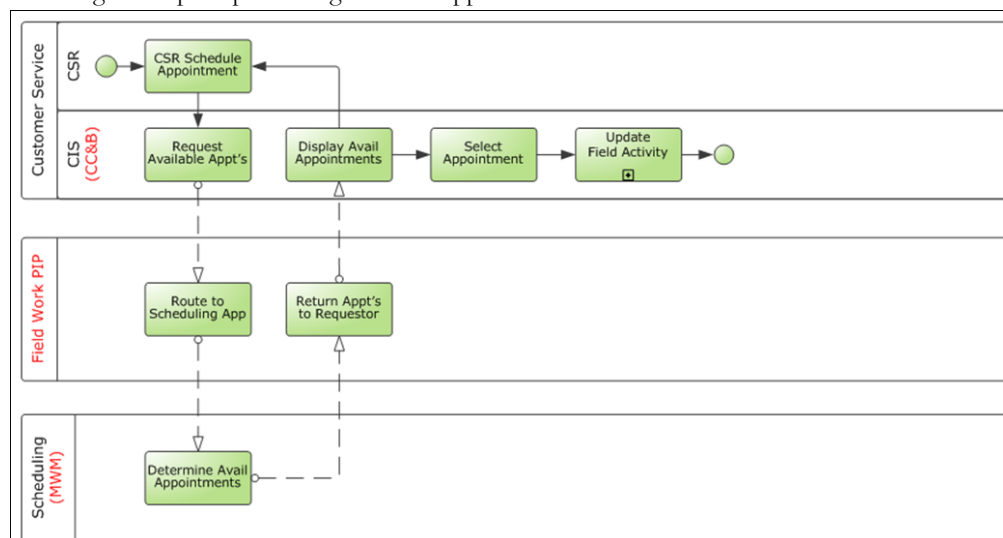 Customer Service
CSR
CSR Schedule
Appointment
CIS
(CC&B)
Request
Available Appt's
Display Avail
Appointments
Select
Appointment
Update
Field Activity
Field Work PIP
Route to
Scheduling App
Return Appt's
to Requestor
Scheduling
(MWM)
Determine Avail
Appointments